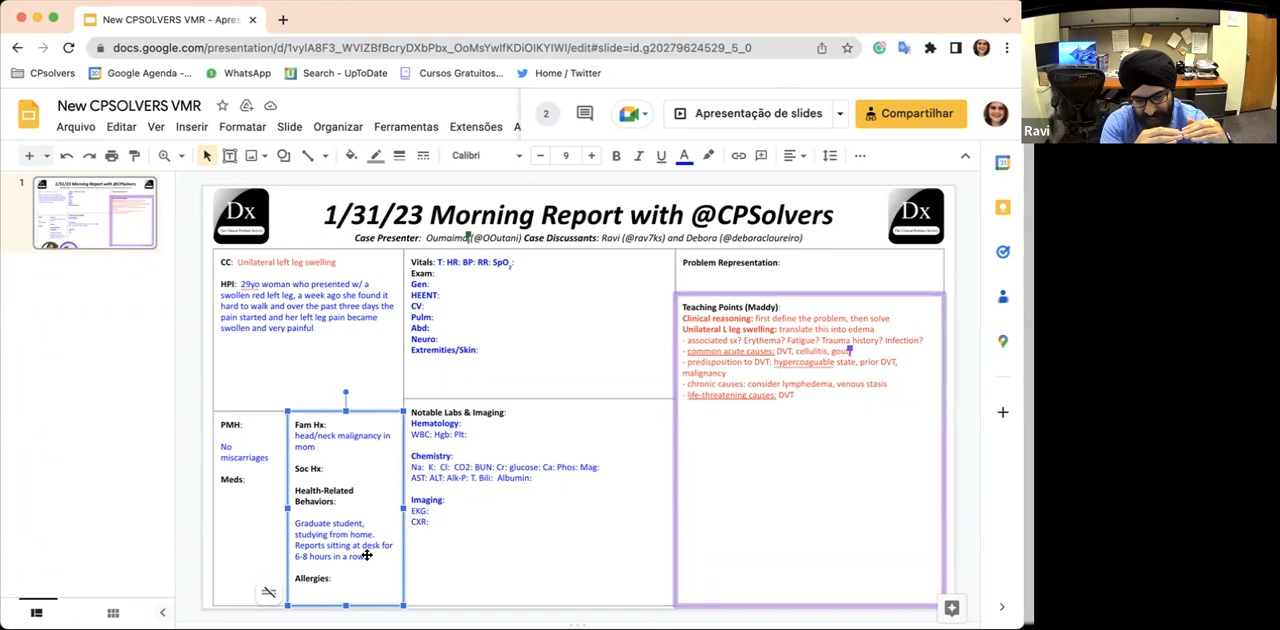 New CPSOLVERS VMR - Apres
docs.google.com/presentation/d/1vyIA8F3_WVIZBfBcryDXbPbx_OoMsYwIfKDiOIKYIWI/edit#slide=id.g20279624529_5_0
CPsolvers
Google Agenda -...
WhatsApp
Search - UpToDate
Cursos Gratuitos...
Home / Twitter
New CPSOLVERS VMR
2
Apresentação de slides
Compartilhar
Arquivo Editar Ver Inserir Formatar Slide Organizar Ferramentas Extensões A
Calibri
9
B I U A
31
1
Dx
1/31/23 Morning Report with @CPSolvers
Dx
Case Presenter: Oumaima (@OOutani) Case Discussants: Ravi (@rav7ks) and Debora (@deboracloureiro)
CC: Unilateral left leg swelling
HPI: 29yo woman who presented w/ a
swollen red left leg, a week ago she found it
hard to walk and over the past three days the
pain started and her left leg pain became
swollen and very painful
Vitals: T: HR: BP: RR: SpO2:
Exam:
Gen:
HEENT:
CV:
Pulm:
Abd:
Neuro:
Extremities/Skin:
Problem Representation:
Teaching Points (Maddy):
Clinical reasoning: first define the problem, then solve
Unilateral L leg swelling: translate this into edema
- associated sx? Erythema? Fatigue? Trauma history? Infection?
- common acute causes: DVT, cellulitis, gout
- predisposition to DVT: hypercoaguable state, prior DVT,
malignancy
- chronic causes: consider lymphedema, venous stasis
- life-threatening causes: DVT
PMH:
No
miscarriages
Meds:
Fam Hx:
head/neck malignancy in
mom
Soc Hx:
Health-Related
Behaviors:
Graduate student,
studying from home.
Reports sitting at desk for
6-8 hours in a row
Allergies:
Notable Labs & Imaging:
Hematology:
WBC: Hgb: Plt:
Chemistry:
Na: K: Cl: CO2: BUN: Cr: glucose: Ca: Phos: Mag:
AST: ALT: Alk-P: T. Bili: Albumin:
Imaging:
EKG:
CXR:
Ravi